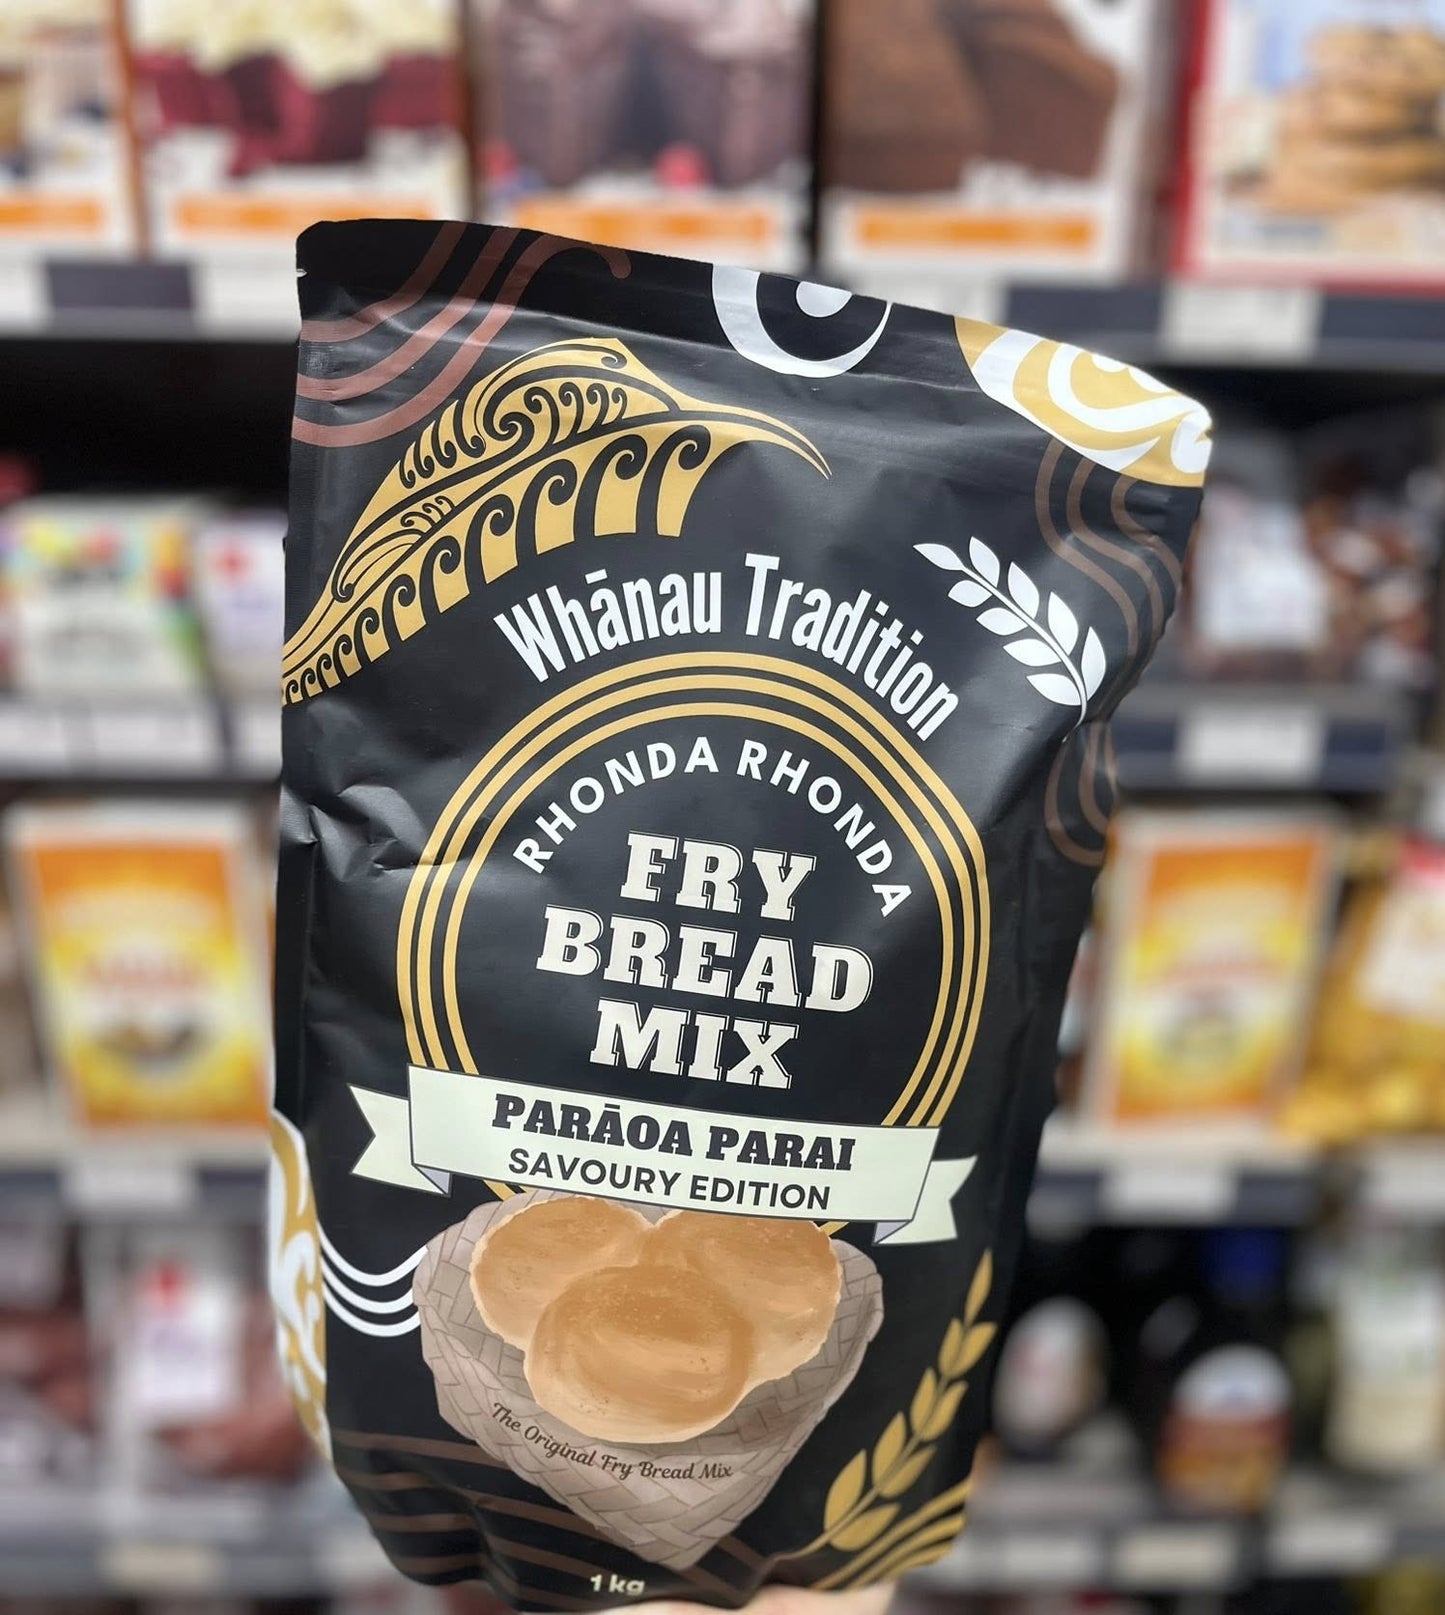 Whānau Tradition
RHONDA RHONDA
FRY
BREAD
MIX
PARĀOA PARAI
SAVOURY EDITION
The Original Fry Bread Mix
1 kg